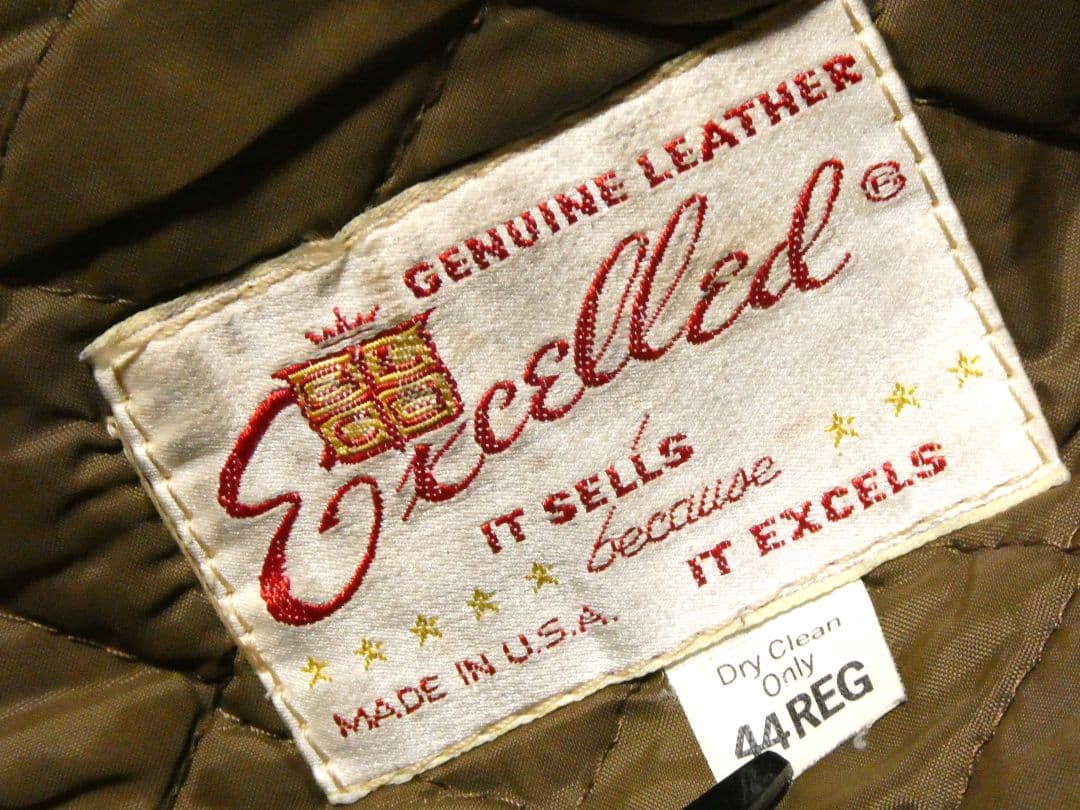 GENUINE LEATHER
Excelled ®
IT SELLS
because
IT EXCELS
MADE IN U.S.A.
Dry Clean
Only
44REG